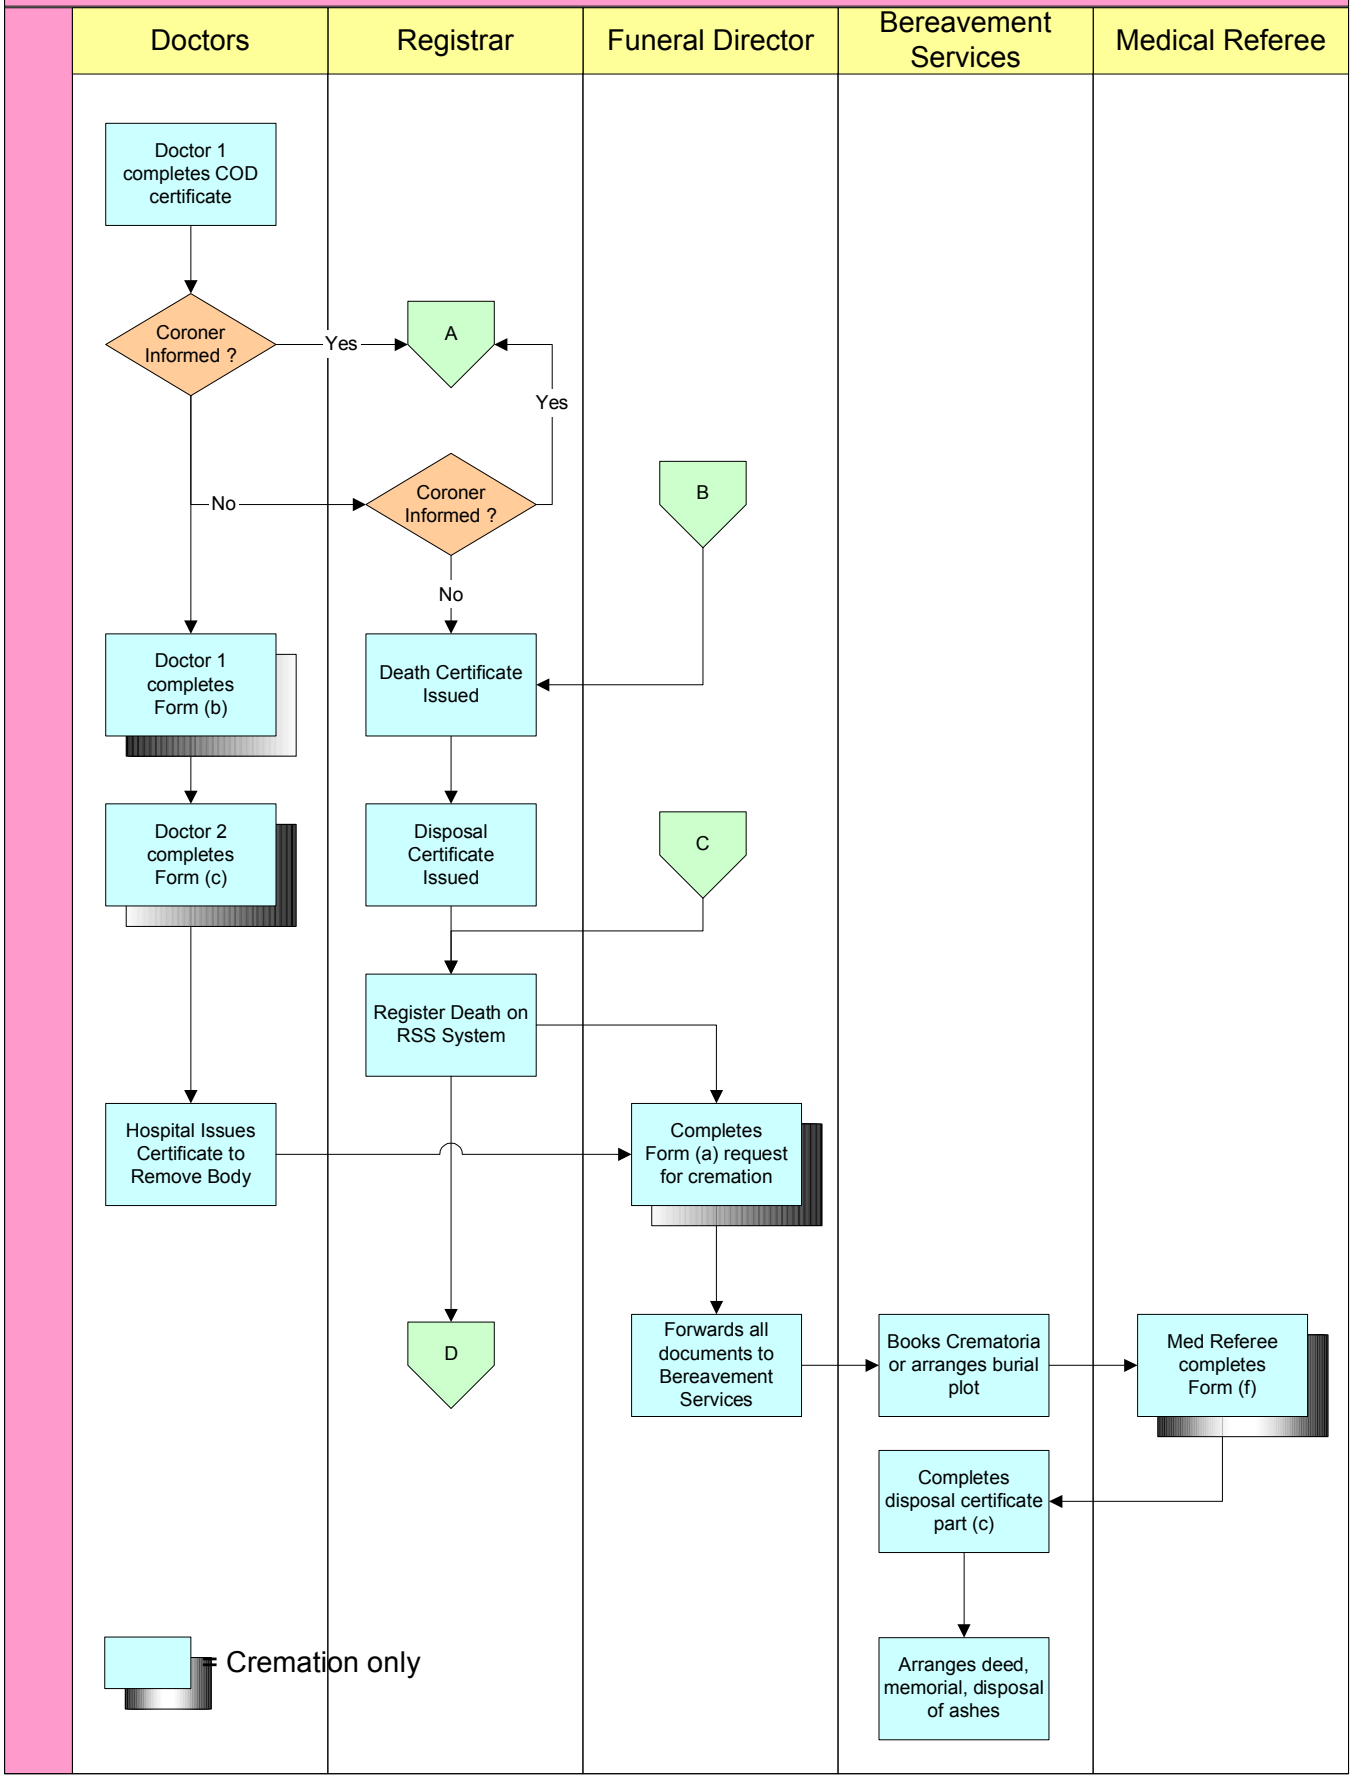 Doctors
Registrar
Funeral Director
Bereavement
Services
Medical Referee
Doctor 1
completes COD
certificate
Coroner
Informed ?
Yes
A
Yes
No
Coroner
Informed ?
B
No
Doctor 1
completes
Form (b)
Death Certificate
Issued
Doctor 2
completes
Form (c)
Disposal
Certificate
Issued
C
Register Death on
RSS System
Hospital Issues
Certificate to
Remove Body
Completes
Form (a) request
for cremation
D
Forwards all
documents to
Bereavement
Services
Books Crematoria
or arranges burial
plot
Med Referee
completes
Form (f)
Completes
disposal certificate
part (c)
= Cremation only
Arranges deed,
memorial, disposal
of ashes